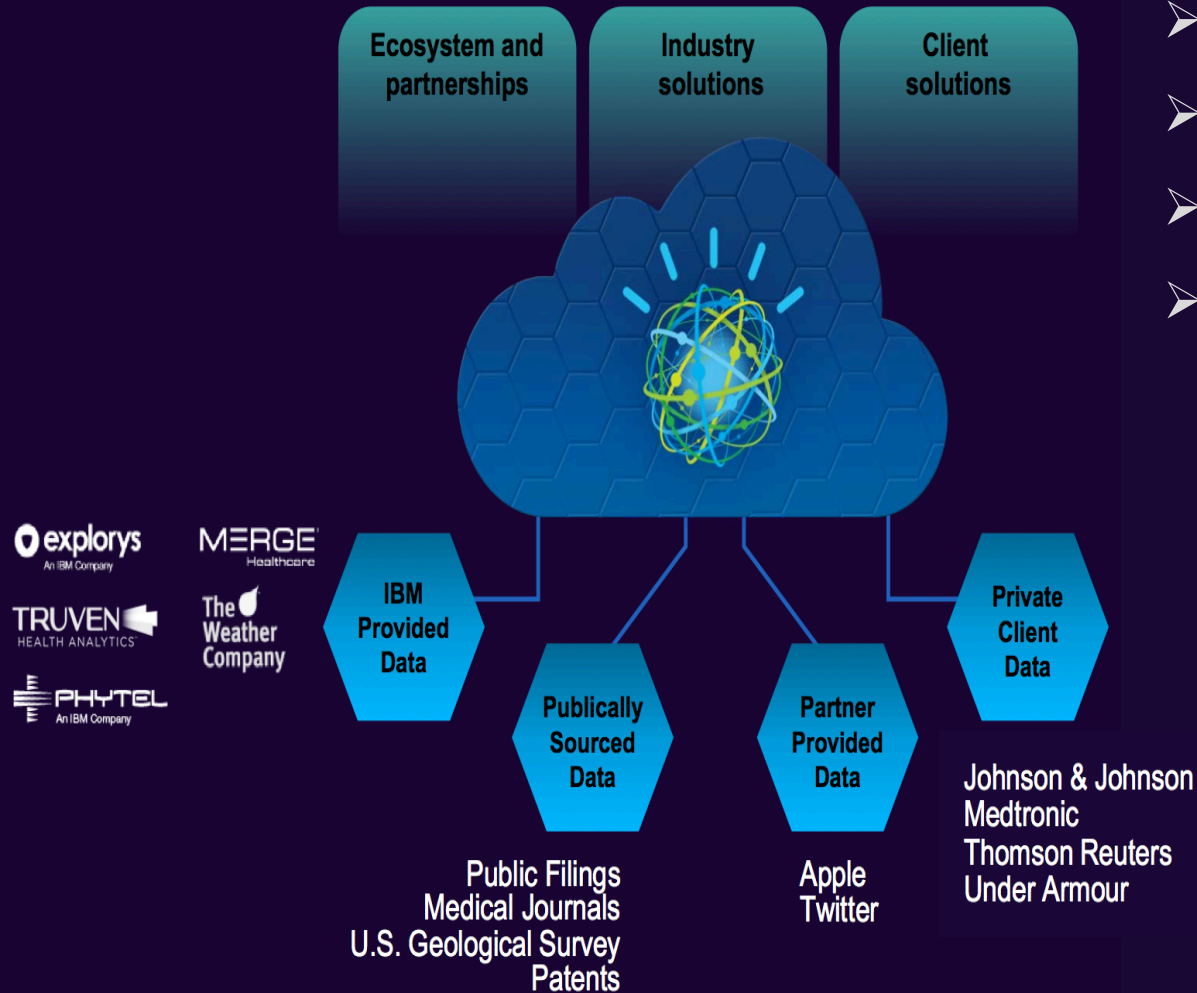 Ecosystem and
partnerships
Industry
solutions
Client
solutions
explorys
An IBM Company
MERGE
Healthcare
TRUVEN
HEALTH ANALYTICS
The
Weather
Company
PHYTEL
An IBM Company
IBM
Provided
Data
Publically
Sourced
Data
Partner
Provided
Data
Private
Client
Data
Public Filings
Medical Journals
U.S. Geological Survey
Patents
Apple
Twitter
Johnson & Johnson
Medtronic
Thomson Reuters
Under Armour